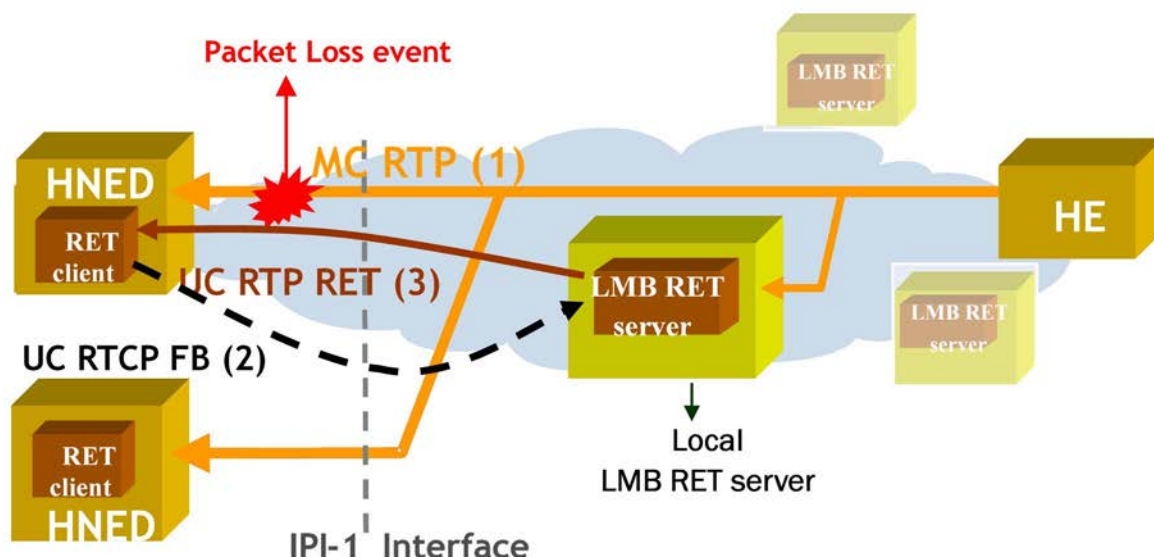 Packet Loss event
LMB RET
server
HNED
MC RTP (1)
HE
RET
client
UC RTP RET (3)
LMB RET
server
LMB RET
server
UC RTCP FB (2)
RET
client
HNED
Local
LMB RET server
IPI-1 Interface